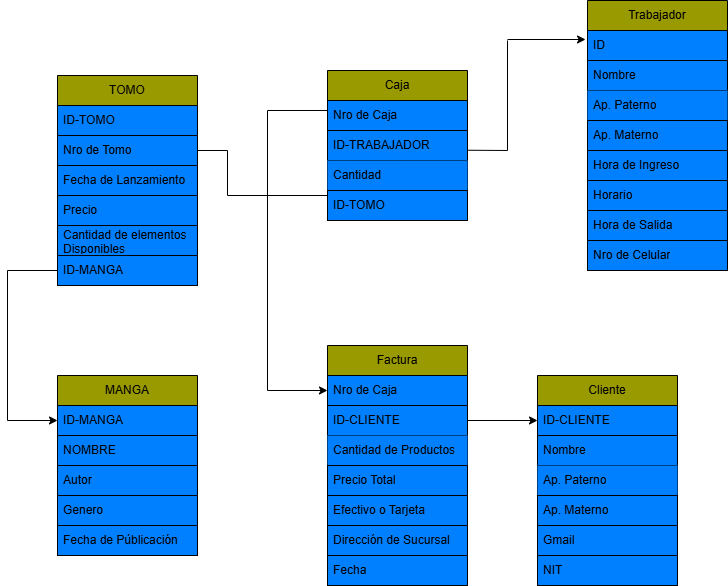 Trabajador
ID
Nombre
Ap. Paterno
Ap. Materno
Hora de Ingreso
Horario
Hora de Salida
Nro de Celular
TOMO
ID-TOMO
Nro de Tomo
Fecha de Lanzamiento
Precio
Cantidad de elementos
Disponibles
ID-MANGA
Caja
Nro de Caja
ID-TRABAJADOR
Cantidad
ID-TOMO
MANGA
ID-MANGA
NOMBRE
Autor
Genero
Fecha de Públicación
Factura
Nro de Caja
ID-CLIENTE
Cantidad de Productos
Precio Total
Efectivo o Tarjeta
Dirección de Sucursal
Fecha
Cliente
ID-CLIENTE
Nombre
Ap. Paterno
Ap. Materno
Gmail
NIT